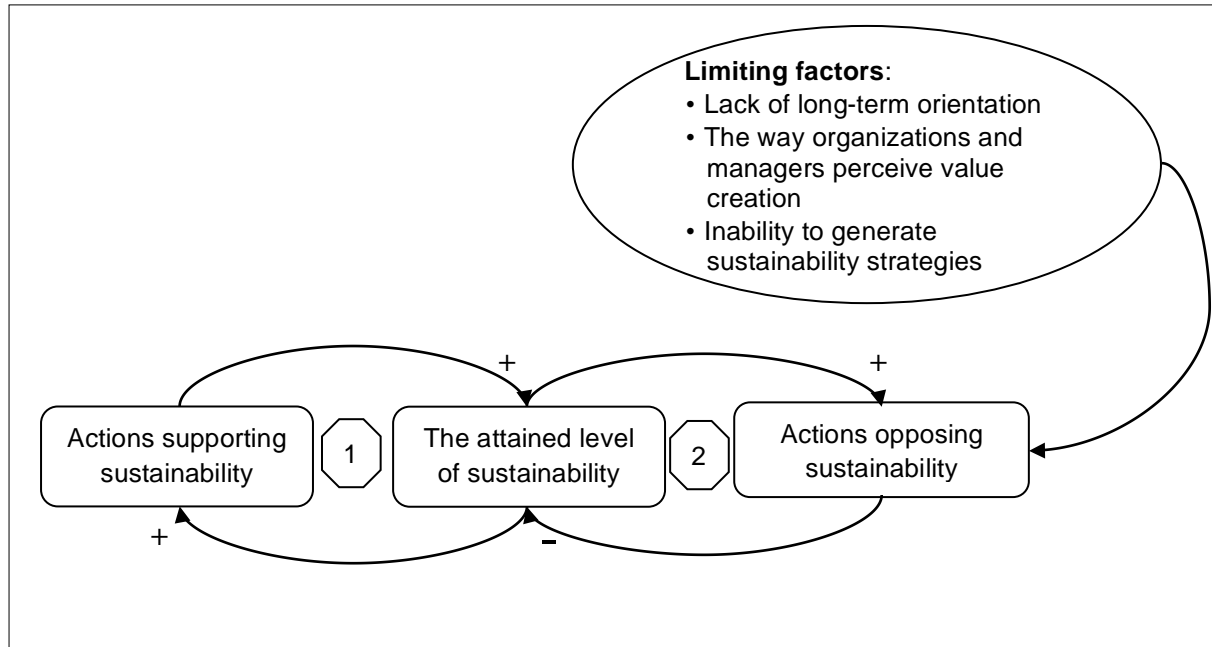 Limiting factors:
• Lack of long-term orientation
• The way organizations and
managers perceive value
creation
• Inability to generate
sustainability strategies
+
+
Actions supporting
sustainability
1
The attained level
of sustainability
2
Actions opposing
sustainability
+
-